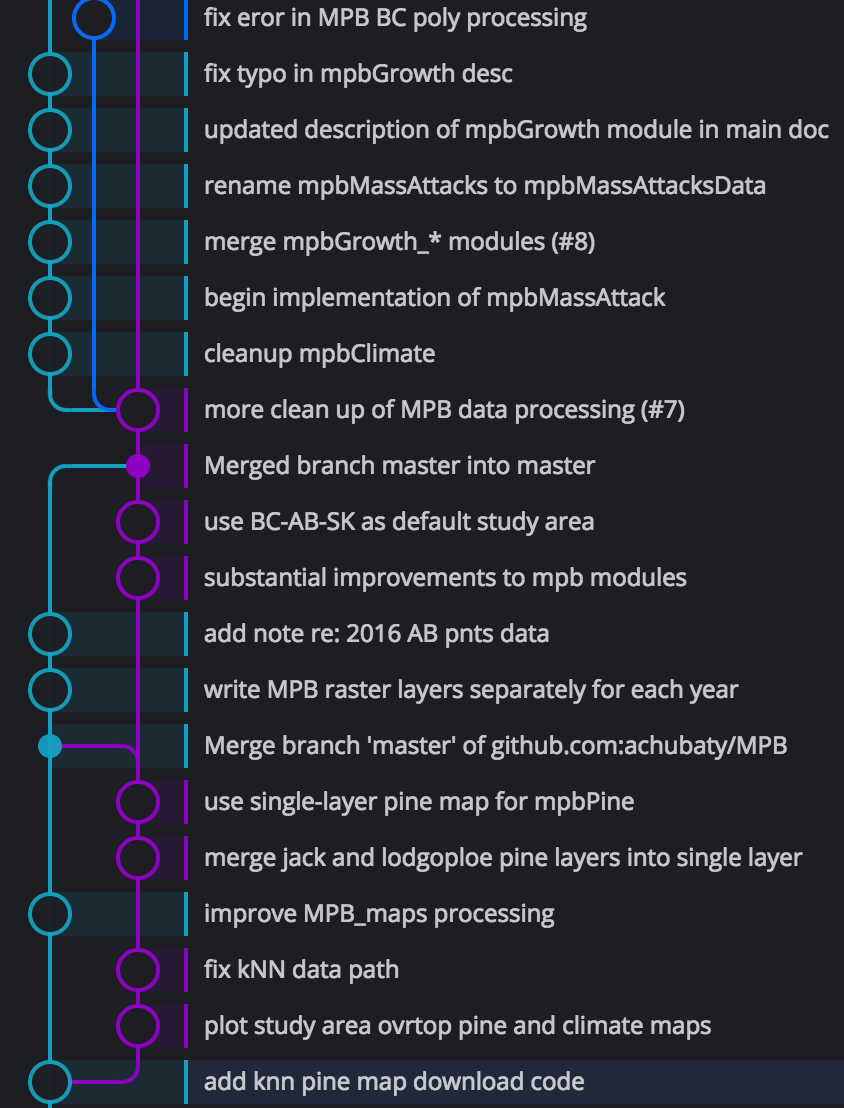 fix eror in MPB BC poly processing
fix typo in mpbGrowth desc
updated description of mpbGrowth module in main doc
rename mpbMassAttacks to mpbMassAttacksData
merge mpbGrowth_* modules (#8)
begin implementation of mpbMassAttack
cleanup mpbClimate
more clean up of MPB data processing (#7)
Merged branch master into master
use BC-AB-SK as default study area
substantial improvements to mpb modules
add note re: 2016 AB pnts data
write MPB raster layers separately for each year
Merge branch 'master' of github.com:achubaty/MPB
use single-layer pine map for mpbPine
merge jack and lodgoploe pine layers into single layer
improve MPB_maps processing
fix kNN data path
plot study area ovrtop pine and climate maps
add knn pine map download code